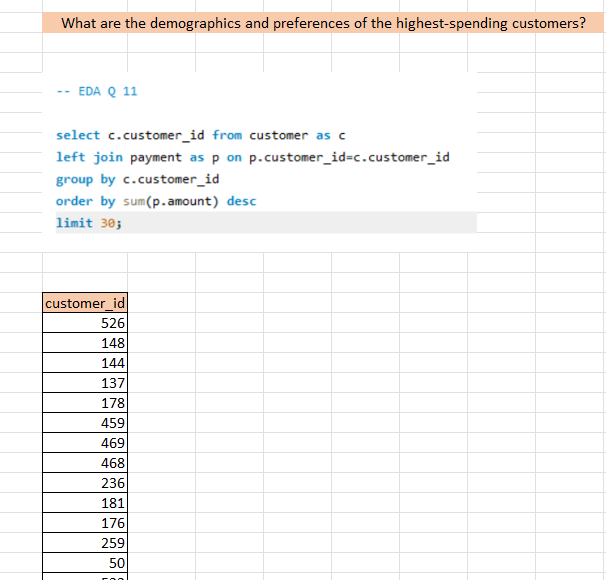 What are the demographics and preferences of the highest-spending customers?
-- EDA Q 11
select c.customer_id from customer as c
left join payment as p on p.customer_id=c.customer_id
group by c.customer_id
order by sum(p.amount) desc
limit 30;
customer_id
526
148
144
137
178
459
469
468
236
181
176
259
50